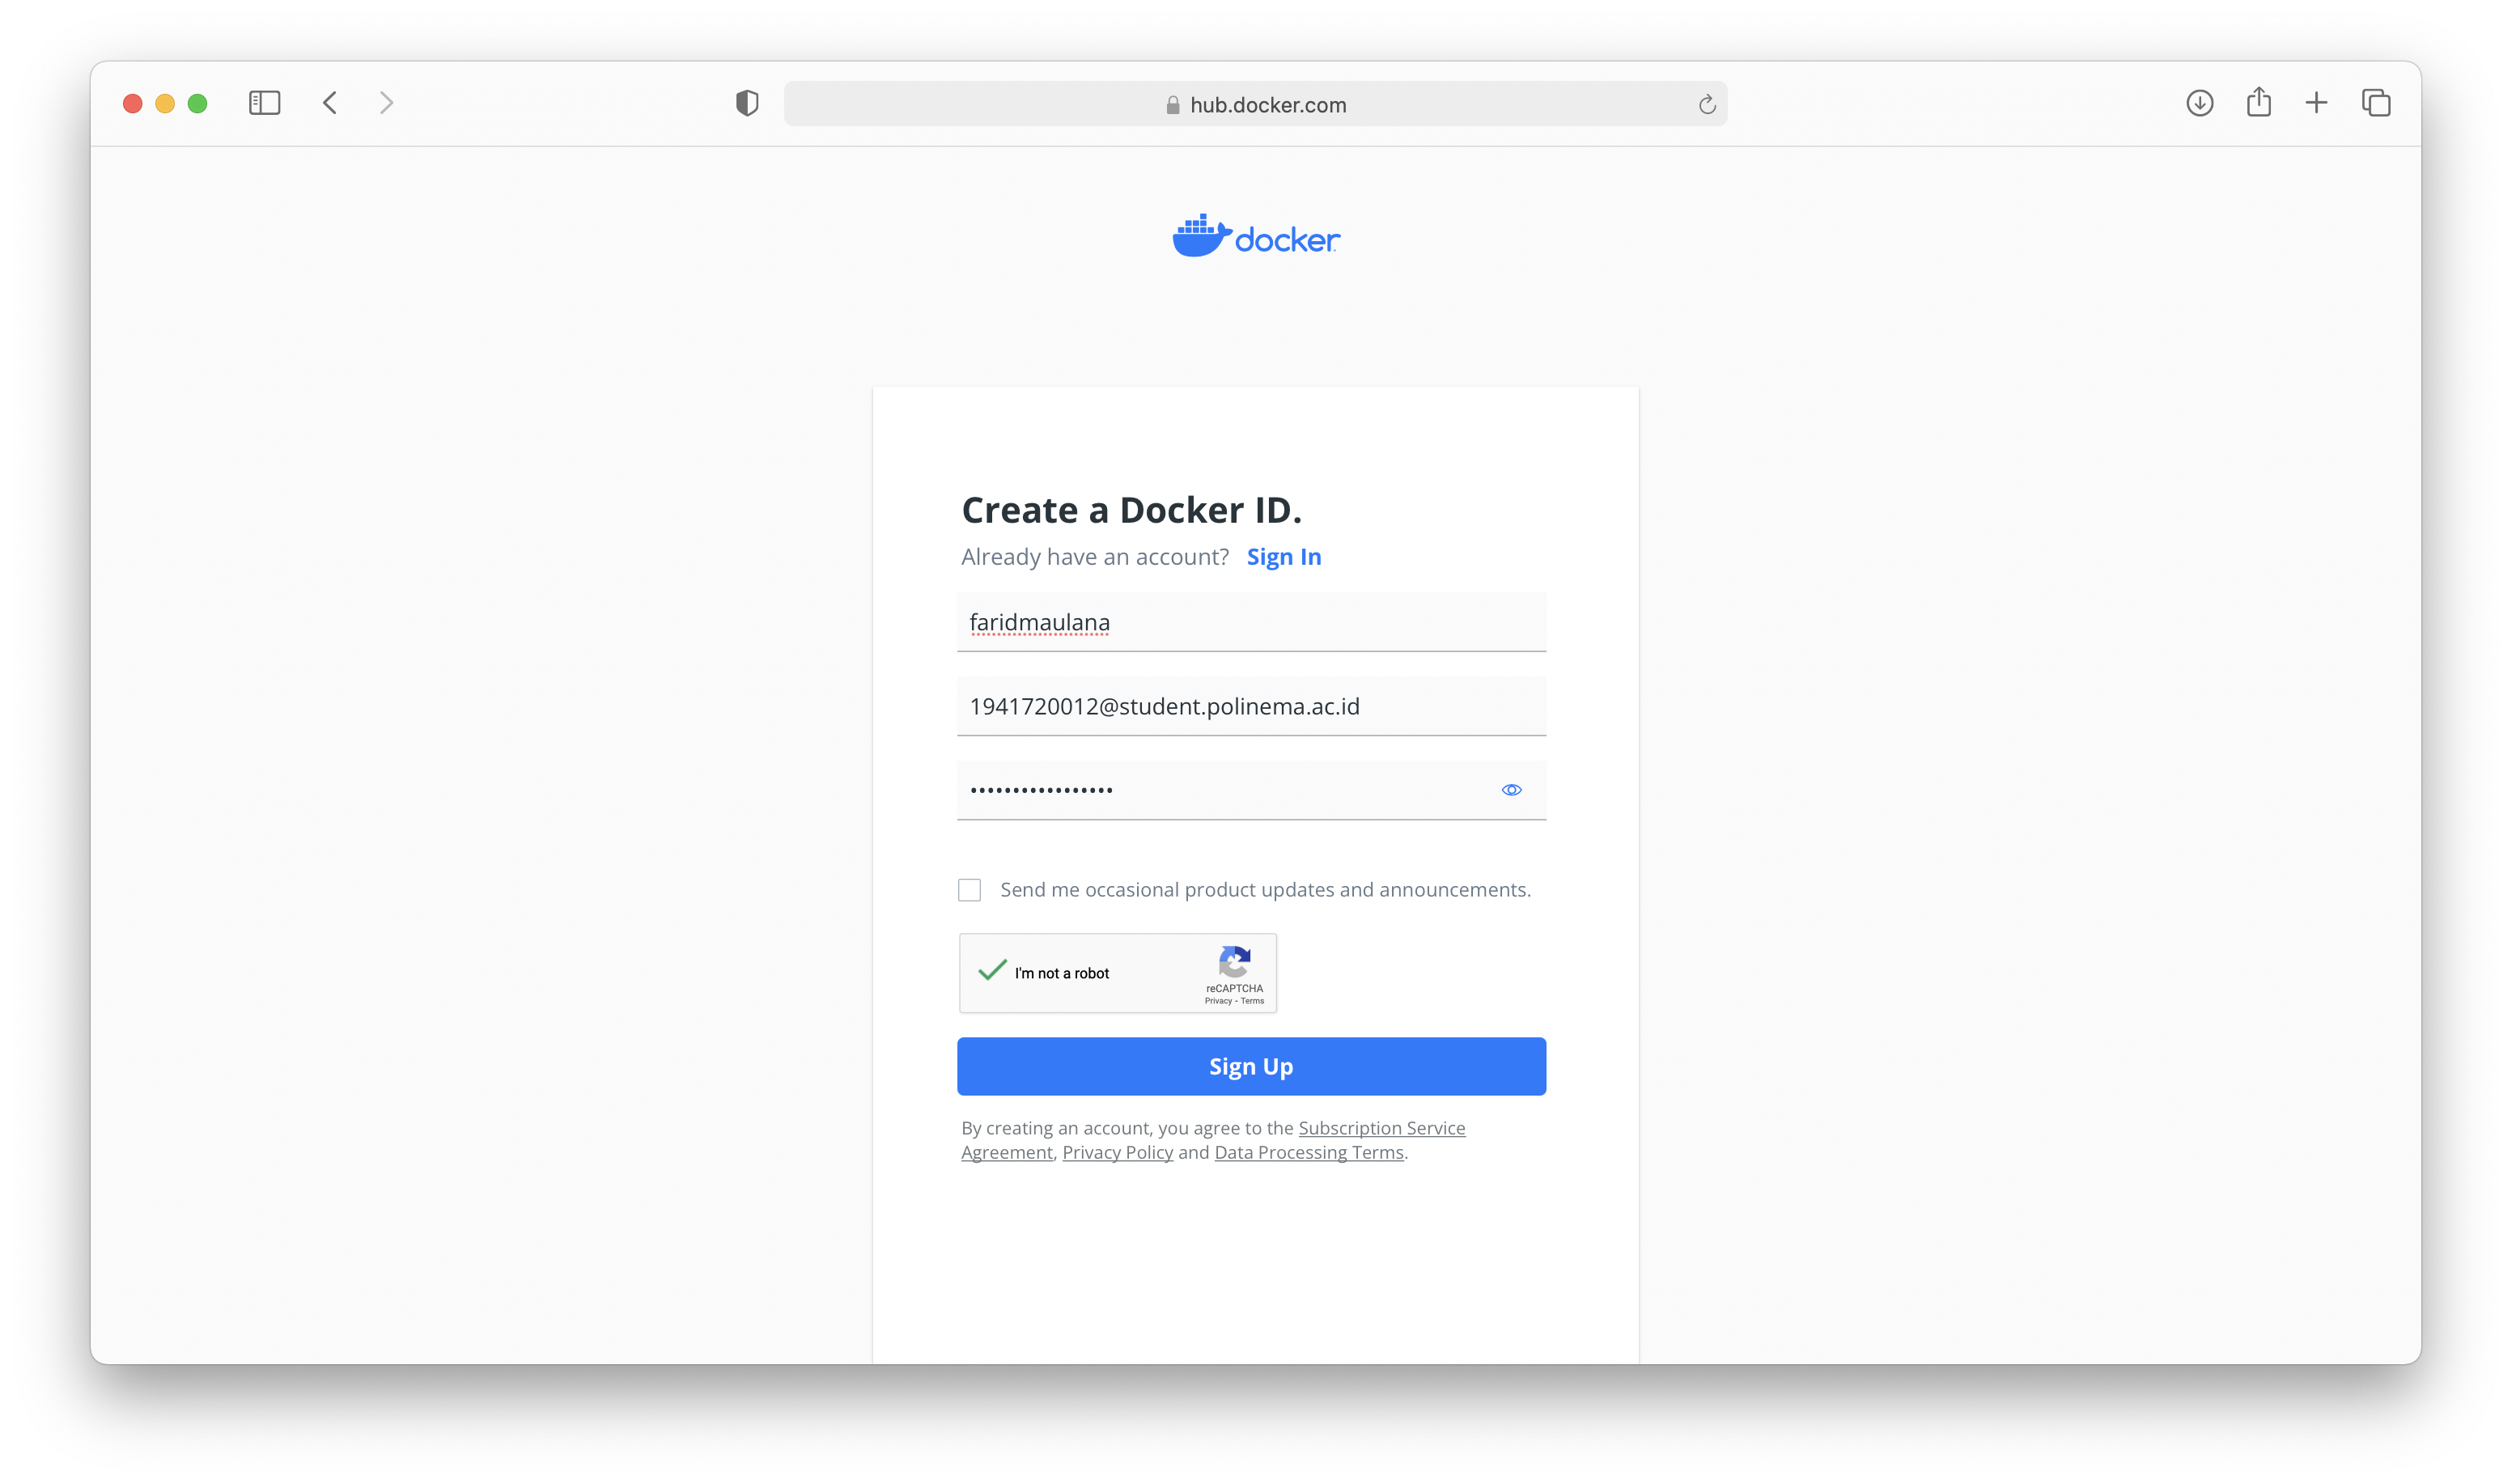 hub.docker.com
docker
Create a Docker ID.
Already have an account? Sign In
faridmaulana
1941720012@student.polinema.ac.id
•••••••••••••••••
Send me occasional product updates and announcements.
I'm not a robot
reCAPTCHA
Privacy - Terms
Sign Up
By creating an account, you agree to the Subscription Service
Agreement, Privacy Policy and Data Processing Terms.